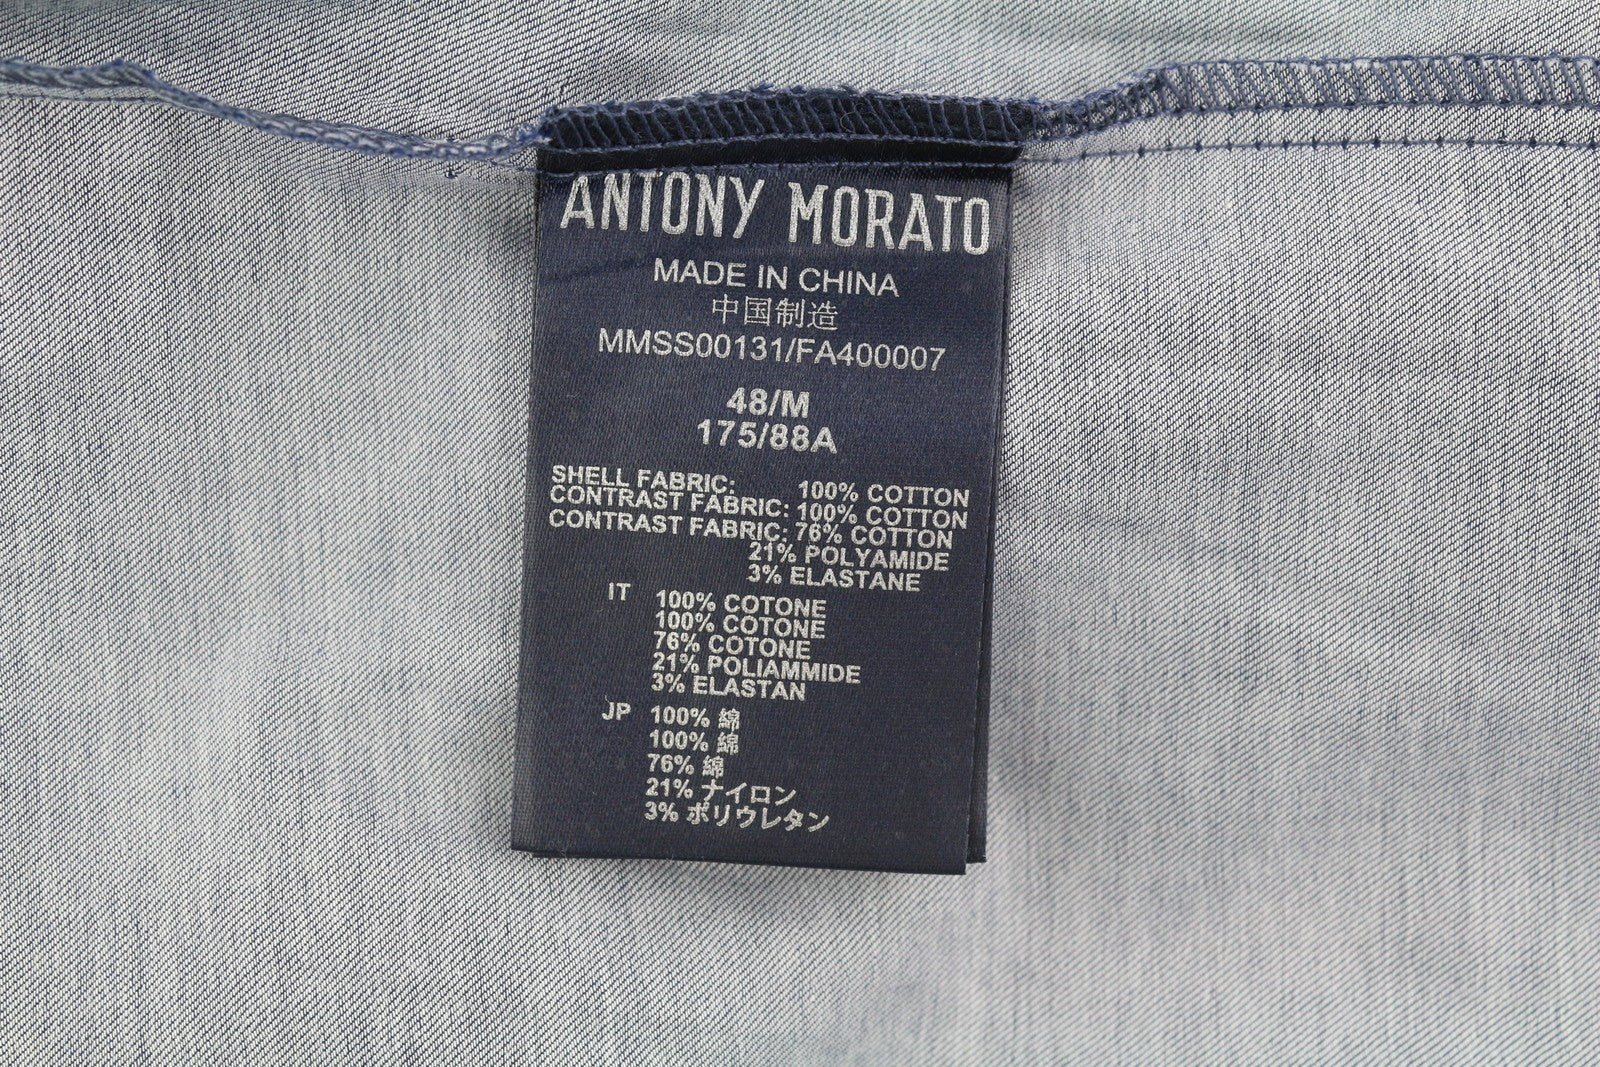 ANTONY MORATO
MADE IN CHINA
中国制造
MMSS00131/FA400007
48/M
175/88A
SHELL FABRIC: 100% COTTON
CONTRAST FABRIC: 100% COTTON
CONTRAST FABRIC: 76% COTTON
21% POLYAMIDE
3% ELASTANE
IT 100% COTONE
100% COTONE
76% COTONE
21% POLIAMMIDE
3% ELASTAN
JP 100% 綿
100% 綿
76% 綿
21% ナイロン
3% ポリウレタン